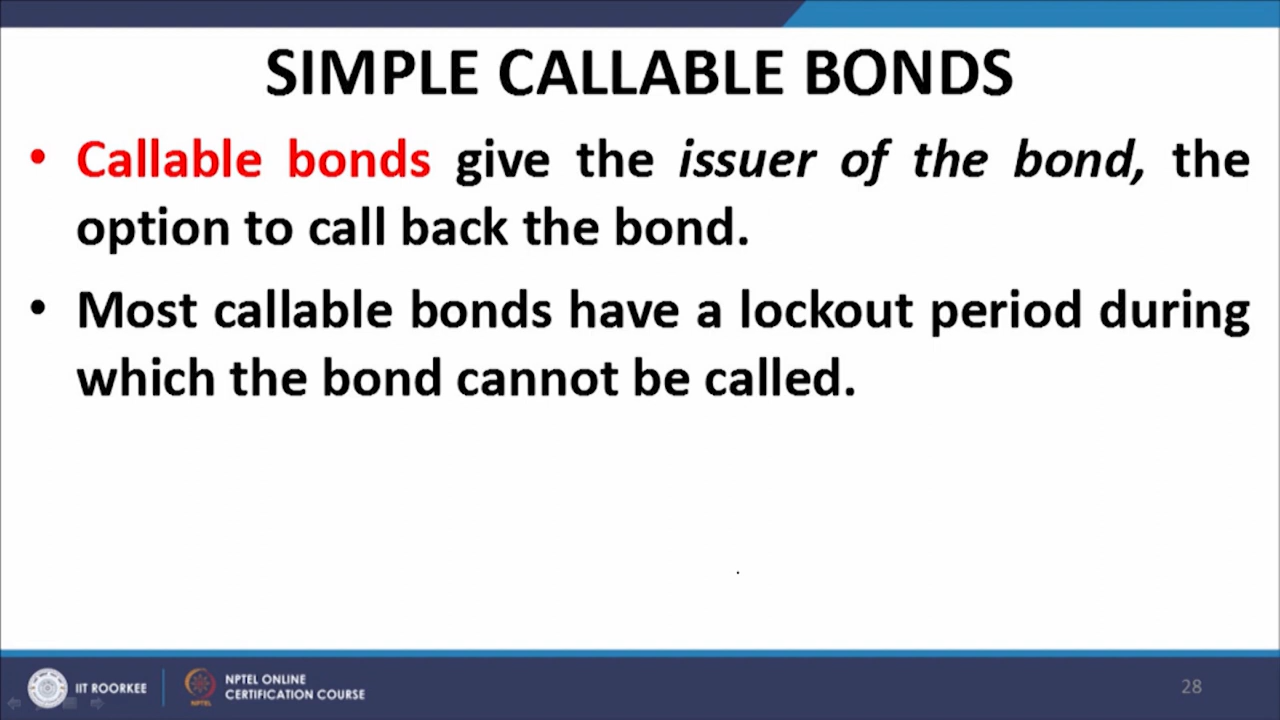 SIMPLE CALLABLE BONDS
• Callable bonds give the issuer of the bond, the
option to call back the bond.
• Most callable bonds have a lockout period during
which the bond cannot be called.
IIT ROORKEE
NPTEL
NPTEL ONLINE
CERTIFICATION COURSE
28